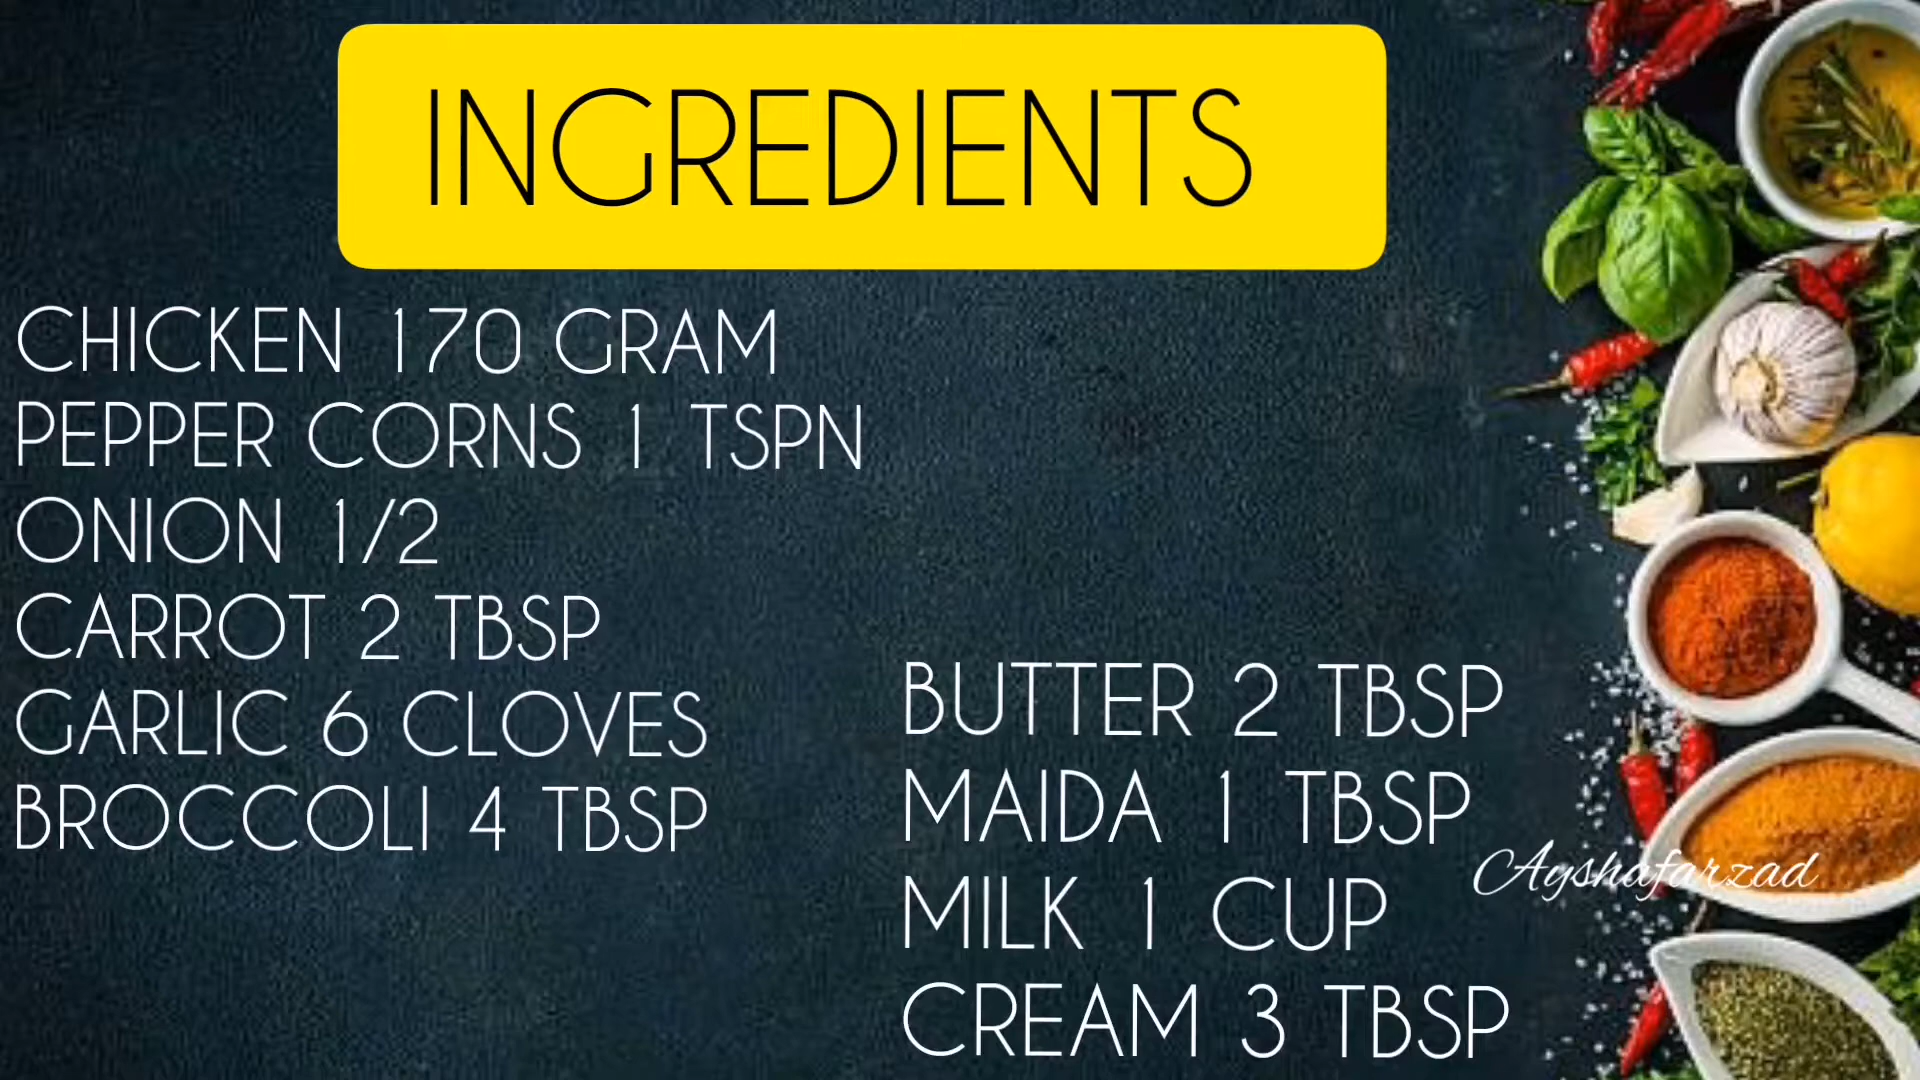 INGREDIENTS
CHICKEN 170 GRAM
PEPPER CORNS 1 TSPN
ONION 1/2
CARROT 2 TBSP
GARLIC 6 CLOVES
BROCCOLI 4 TBSP
BUTTER 2 TBSP
MAIDA 1 TBSP
MILK 1 CUP
CREAM 3 TBSP
Ayshafarzad